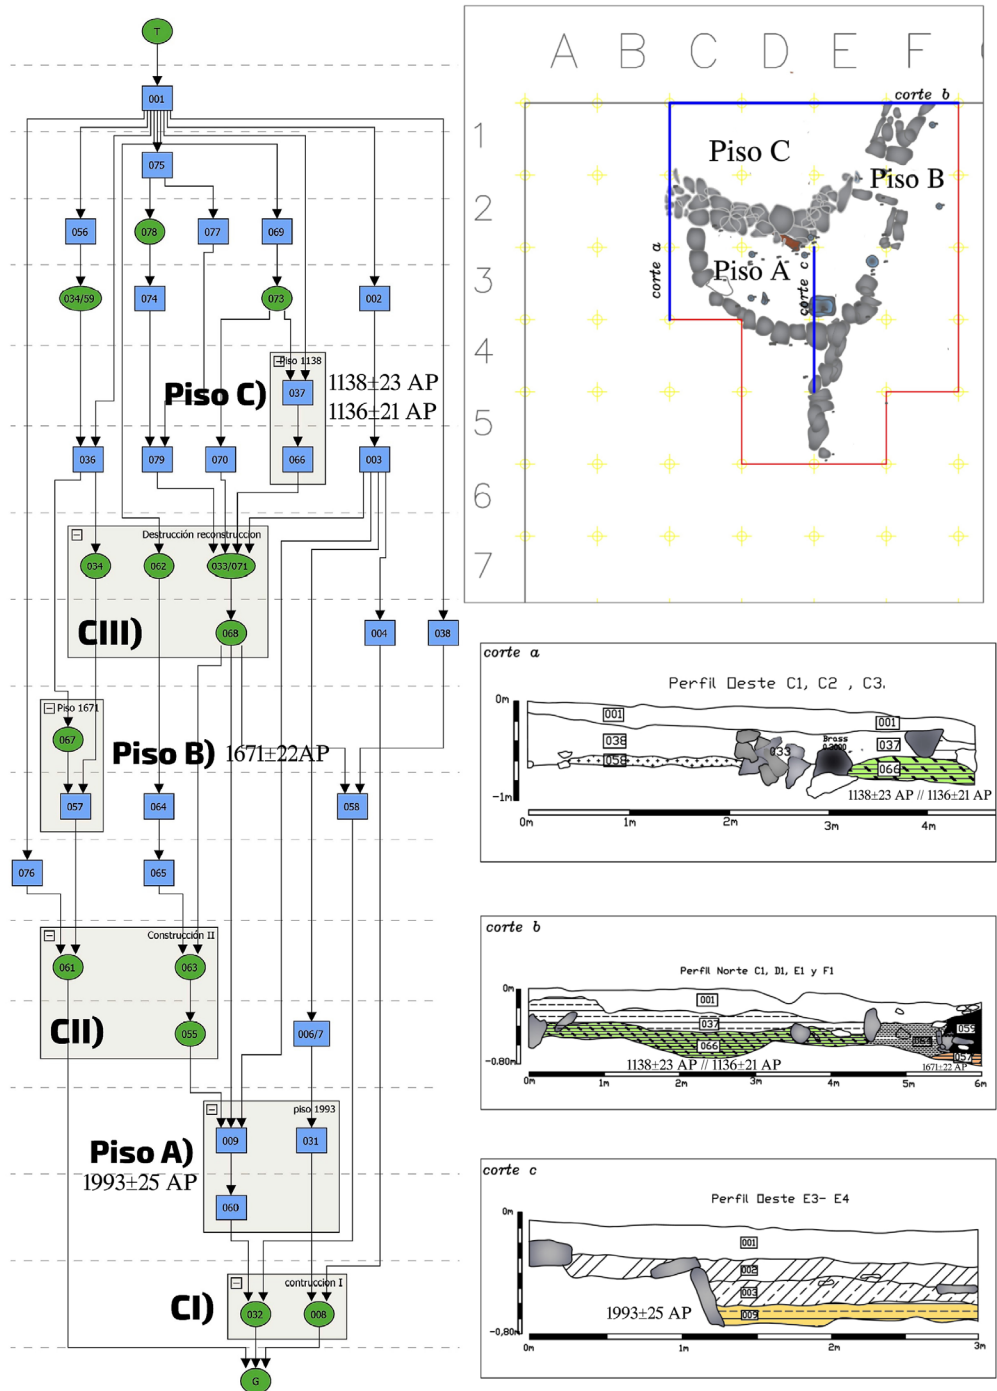 T
001
075
056
078
077
069
034/59
074
073
002
Piso 1138
Piso C)
037
1138±23 AP
1136±21 AP
036
079
070
066
003
Destrucción reconstruccion
034
062
033/071
CIII)
068
004
038
Piso 1671
067
Piso B)
1671±22AP
057
064
058
076
065
Construcción II
061
063
CII)
055
006/7
piso 1993
Piso A)
009
031
1993±25 AP
060
contruccion I
CI)
032
008
G
A B C D E F
corte b
1
Piso C
Piso B
2
corte a
3
Piso A
corte c
4
5
6
7
corte a
Perfil Oeste C1, C2 , C3.
0m
001
001
038
033
037
058
066
-1m
1138±23 AP // 1136±21 AP
0m 1m 2m 3m 4m
corte b
Perfil Norte C1, D1, E1 y F1
0m
001
037
059
066
057
-0.80m
1138±23 AP // 1136±21 AP
1671±22 AP
0m 1m 2m 3m 4m 5m 6m
corte c
Perfil Oeste E3- E4
0m
001
002
003
1993±25 AP
009
-0,80m
0m 1m 2m 3m